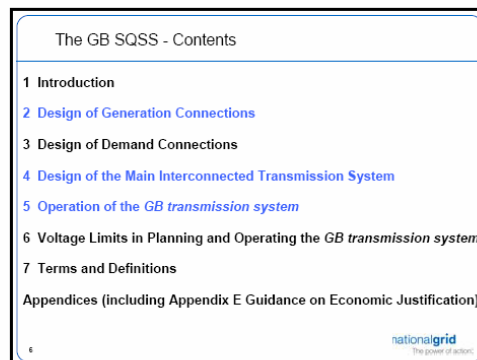 The GB SQSS - Contents
1 Introduction
2 Design of Generation Connections
3 Design of Demand Connections
4 Design of the Main Interconnected Transmission System
5 Operation of the GB transmission system
6 Voltage Limits in Planning and Operating the GB transmission system
7 Terms and Definitions
Appendices (including Appendix E Guidance on Economic Justification)
6
nationalgrid
The power of action.